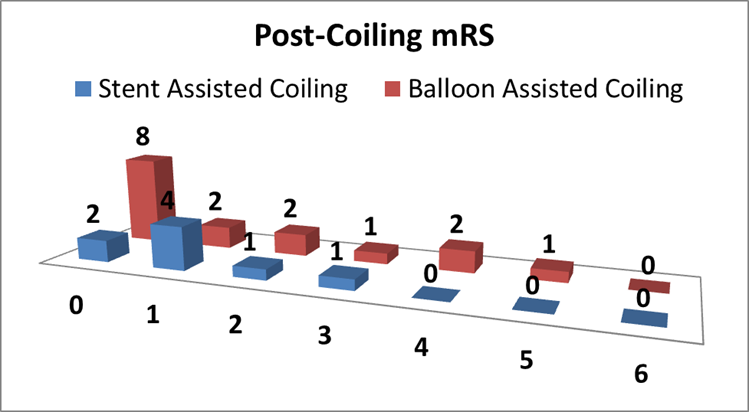 Post-Coiling mRS
Stent Assisted Coiling Balloon Assisted Coiling
8 2 2 1 2 1 0
2 4 1 1 0 0 0
0 1 2 3 4 5 6